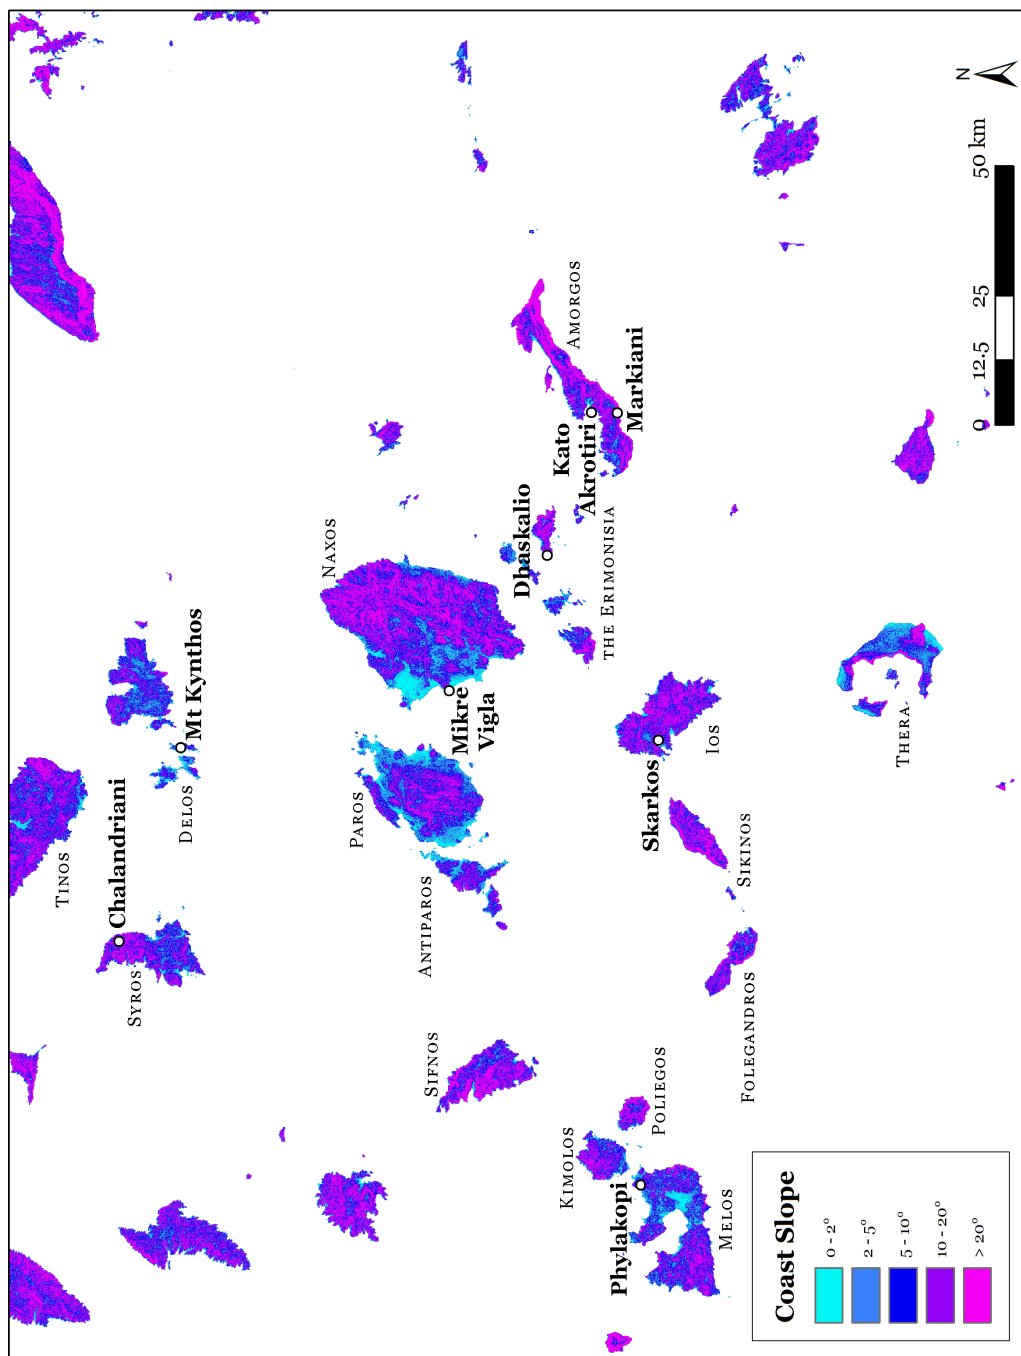 Tinos
Chalandriani
Syros
Delos
Mt Kynthos
Naxos
Paros
Antiparos
Mikre
Vigla
Sifnos
Dhaskalio
the Erimonisia
Kato
Akrotiri
Amorgos
Markiani
Kimolos
Poliegos
Phylakopi
Melos
Skarkos
Ios
Sikinos
Folegandros
Thera
N
0 12.5 25 50 km
Coast Slope
0 - 2°
2 - 5°
5 - 10°
10 - 20°
> 20°